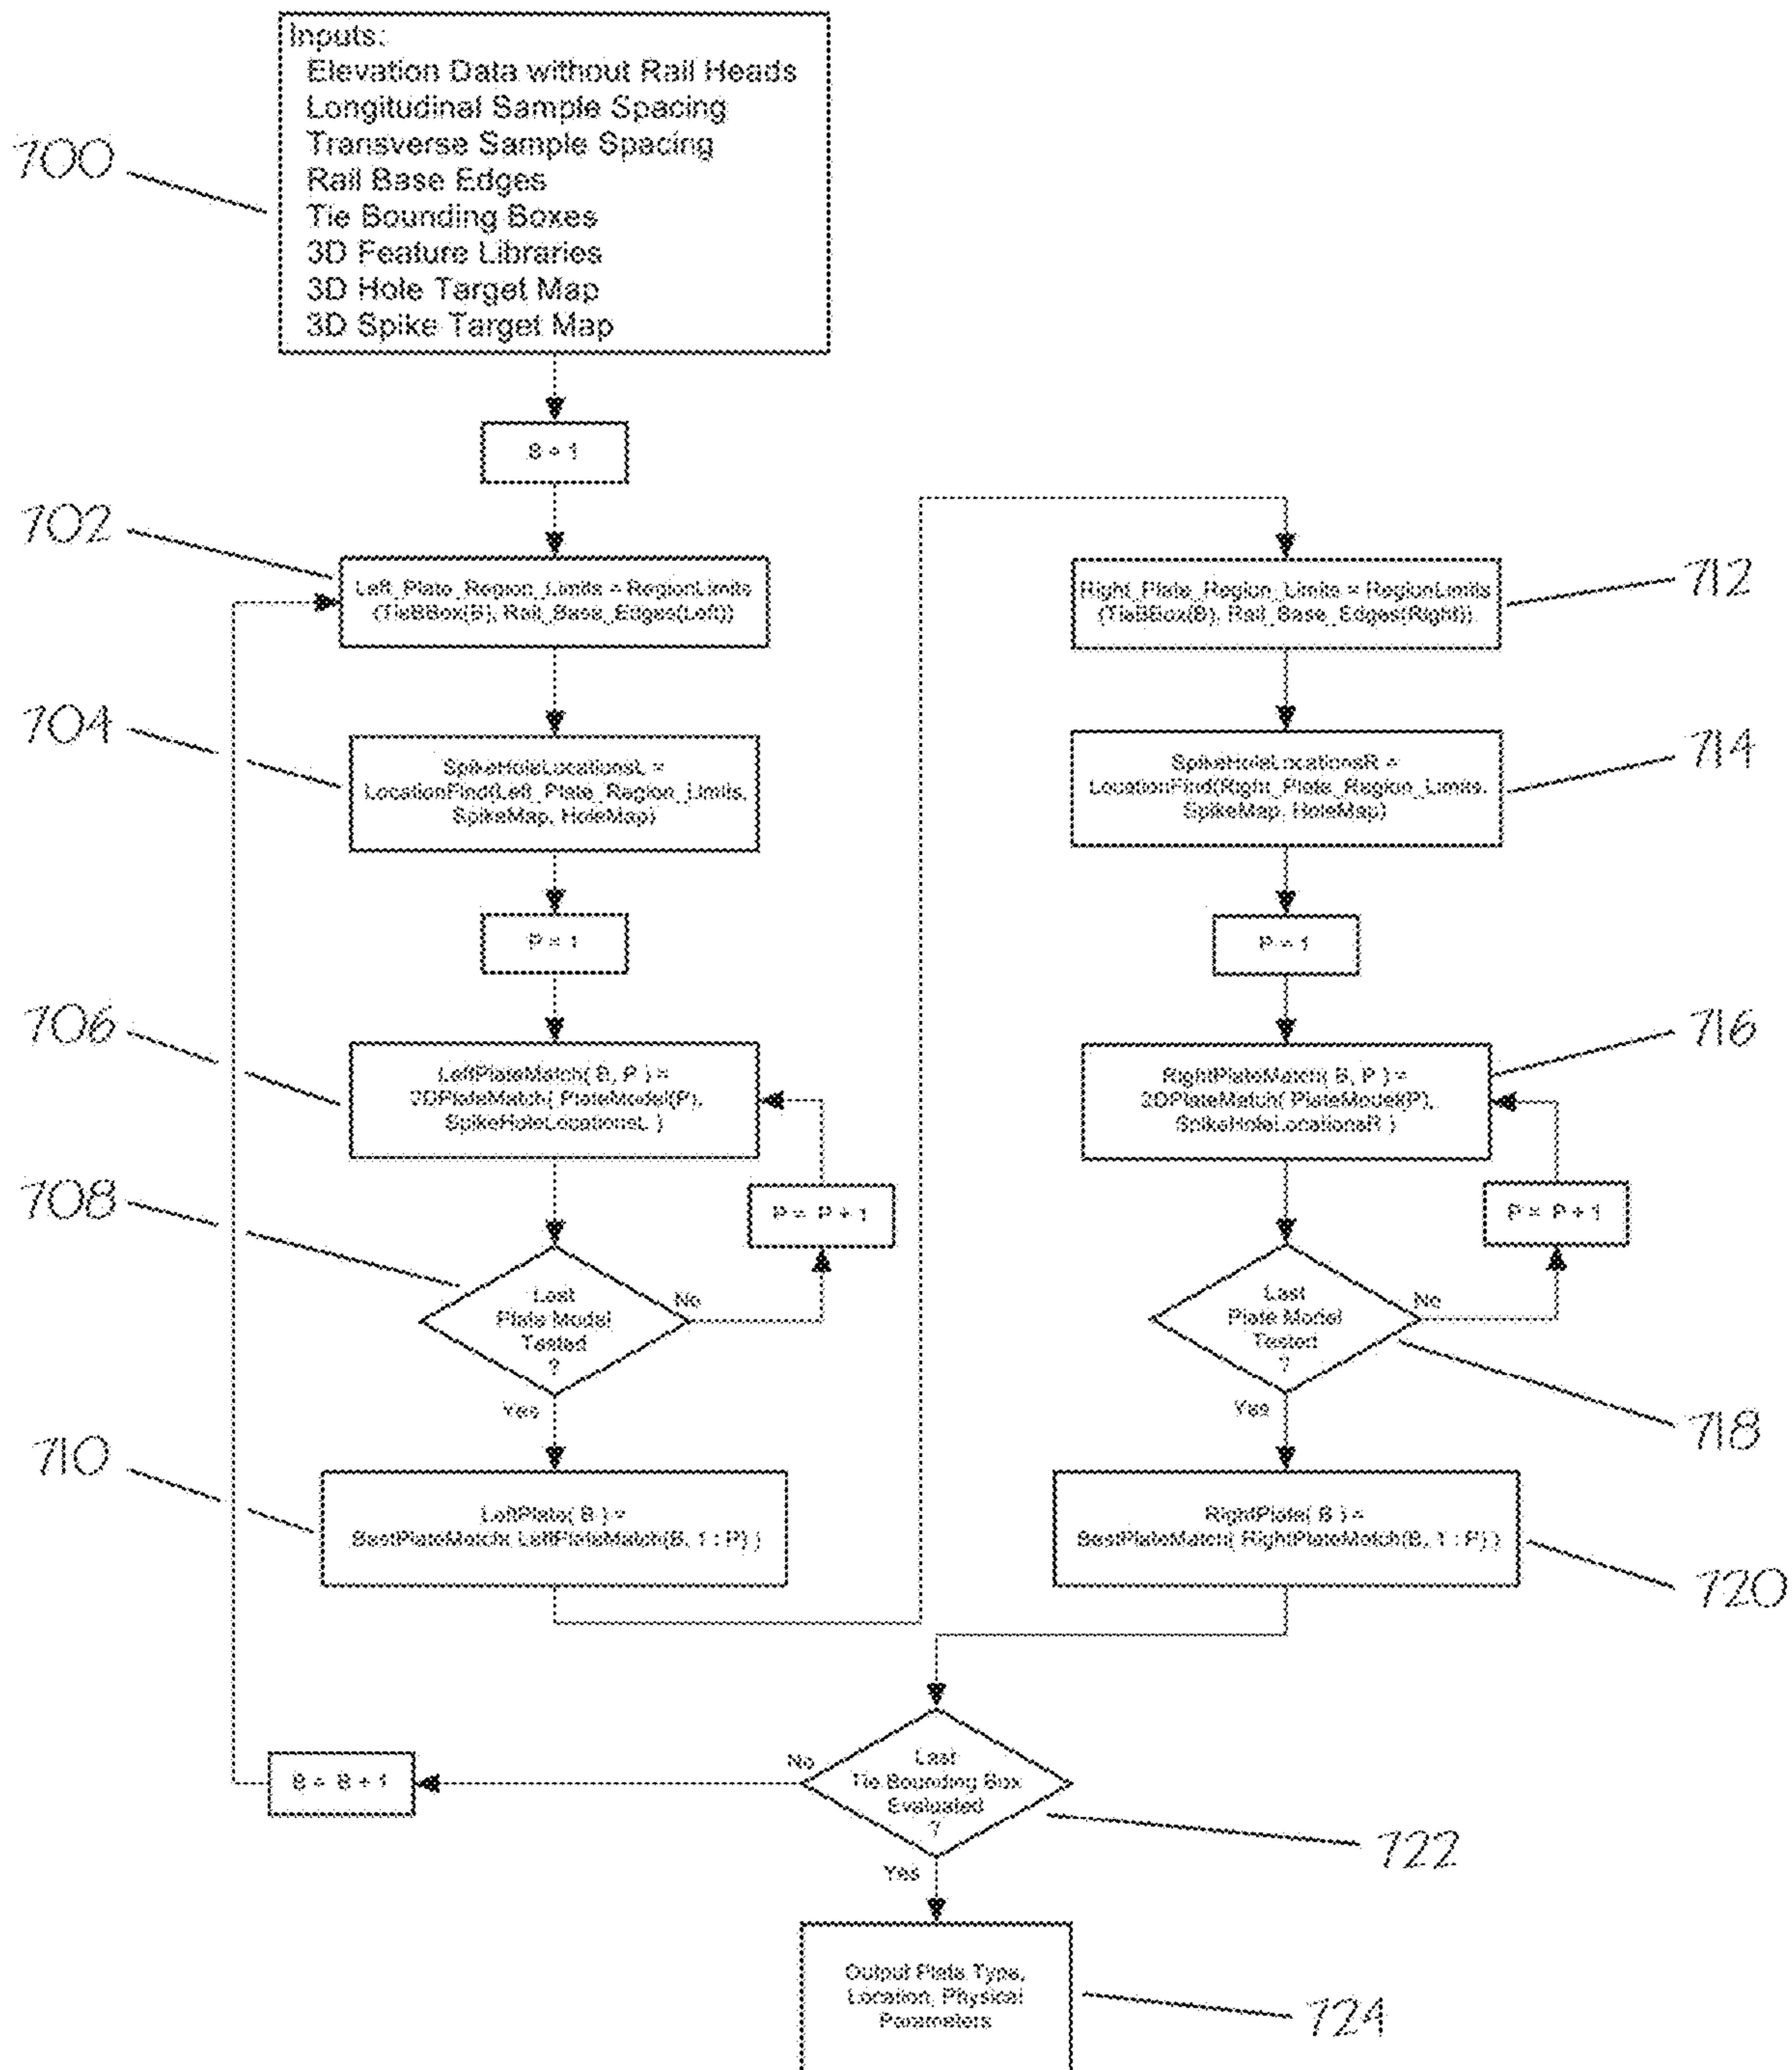 Inputs:
Elevation Data without Rail Heads
Longitudinal Sample Spacing
Transverse Sample Spacing
Rail Base Edges
Tie Bounding Boxes
3D Feature Libraries
3D Hole Target Map
3D Spike Target Map
700
B = 1
702
Left_Plate_Region_Limits = RegionLimits
(TieBBox(B), Rail_Base_Edges(Left))
704
SpikeHoleLocationsL =
LocationFind(Left_Plate_Region_Limits,
SpikeMap, HoleMap)
P = 1
706
LeftPlateMatch( B, P ) =
2DPlateMatch( PlateModel(P),
SpikeHoleLocationsL )
P = P + 1
708
Last
Plate Model
Tested
?
No
Yes
710
LeftPlate( B ) =
BestPlateMatch( LeftPlateMatch(B, 1 : P) )
Right_Plate_Region_Limits = RegionLimits
(TieBBox(B), Rail_Base_Edges(Right))
712
SpikeHoleLocationsR =
LocationFind(Right_Plate_Region_Limits,
SpikeMap, HoleMap)
714
P = 1
RightPlateMatch( B, P ) =
2DPlateMatch( PlateModel(P),
SpikeHoleLocationsR )
716
P = P + 1
Last
Plate Model
Tested
?
No
Yes
718
RightPlate( B ) =
BestPlateMatch( RightPlateMatch(B, 1 : P) )
720
Last
Tie Bounding Box
Evaluated
?
No
B = B + 1
722
Yes
Output Plate Type,
Location, Physical
Parameters
724